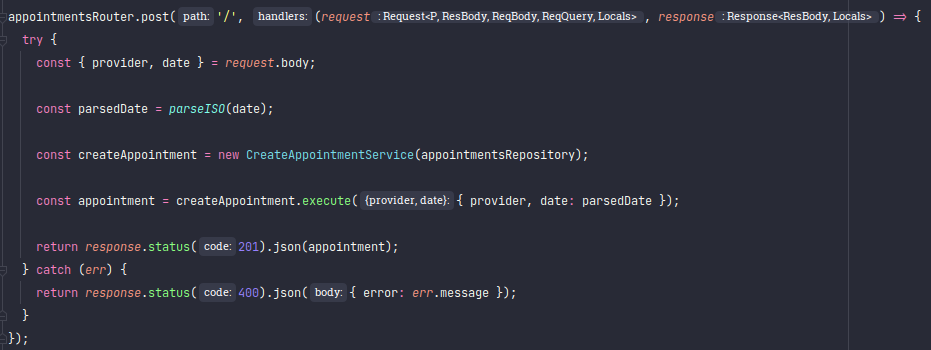 appointmentsRouter.post( path: '/', handlers: (request : Request<P, ResBody, ReqBody, ReqQuery, Locals> , response : Response<ResBody, Locals> ) => {
try {
const { provider, date } = request.body;
const parsedDate = parseISO(date);
const createAppointment = new CreateAppointmentService(appointmentsRepository);
const appointment = createAppointment.execute( {provider, date}: { provider, date: parsedDate });
return response.status( code: 201).json(appointment);
} catch (err) {
return response.status( code: 400).json( body: { error: err.message });
}
});